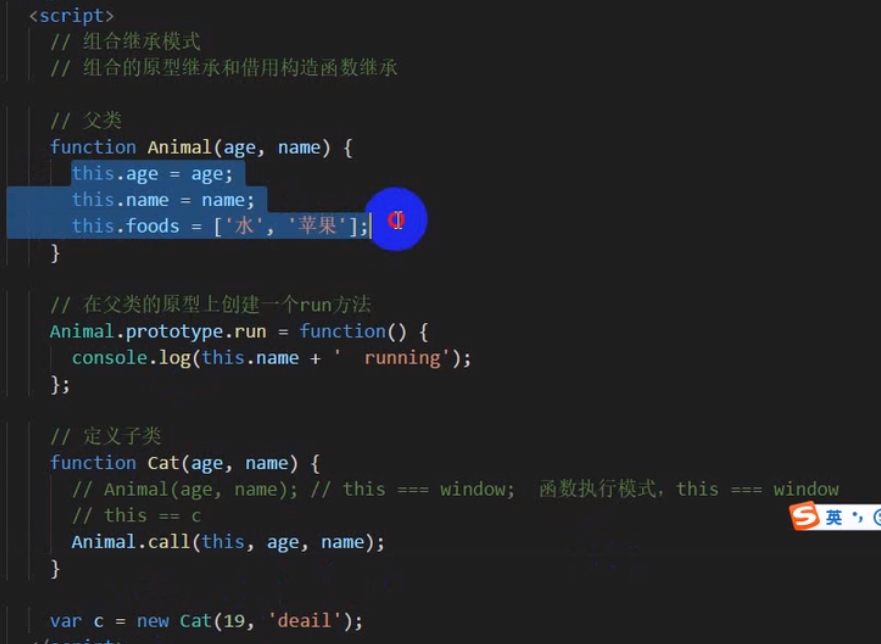 <script>
// 组合继承模式
// 组合的原型继承和借用构造函数继承
// 父类
function Animal(age, name) {
this.age = age;
this.name = name;
this.foods = ['水', '苹果'];
}
// 在父类的原型上创建一个run方法
Animal.prototype.run = function() {
console.log(this.name + '  running');
};
// 定义子类
function Cat(age, name) {
// Animal(age, name); // this === window;  函数执行模式，this === window
// this == c
Animal.call(this, age, name);
}
英
var c = new Cat(19, 'deail');